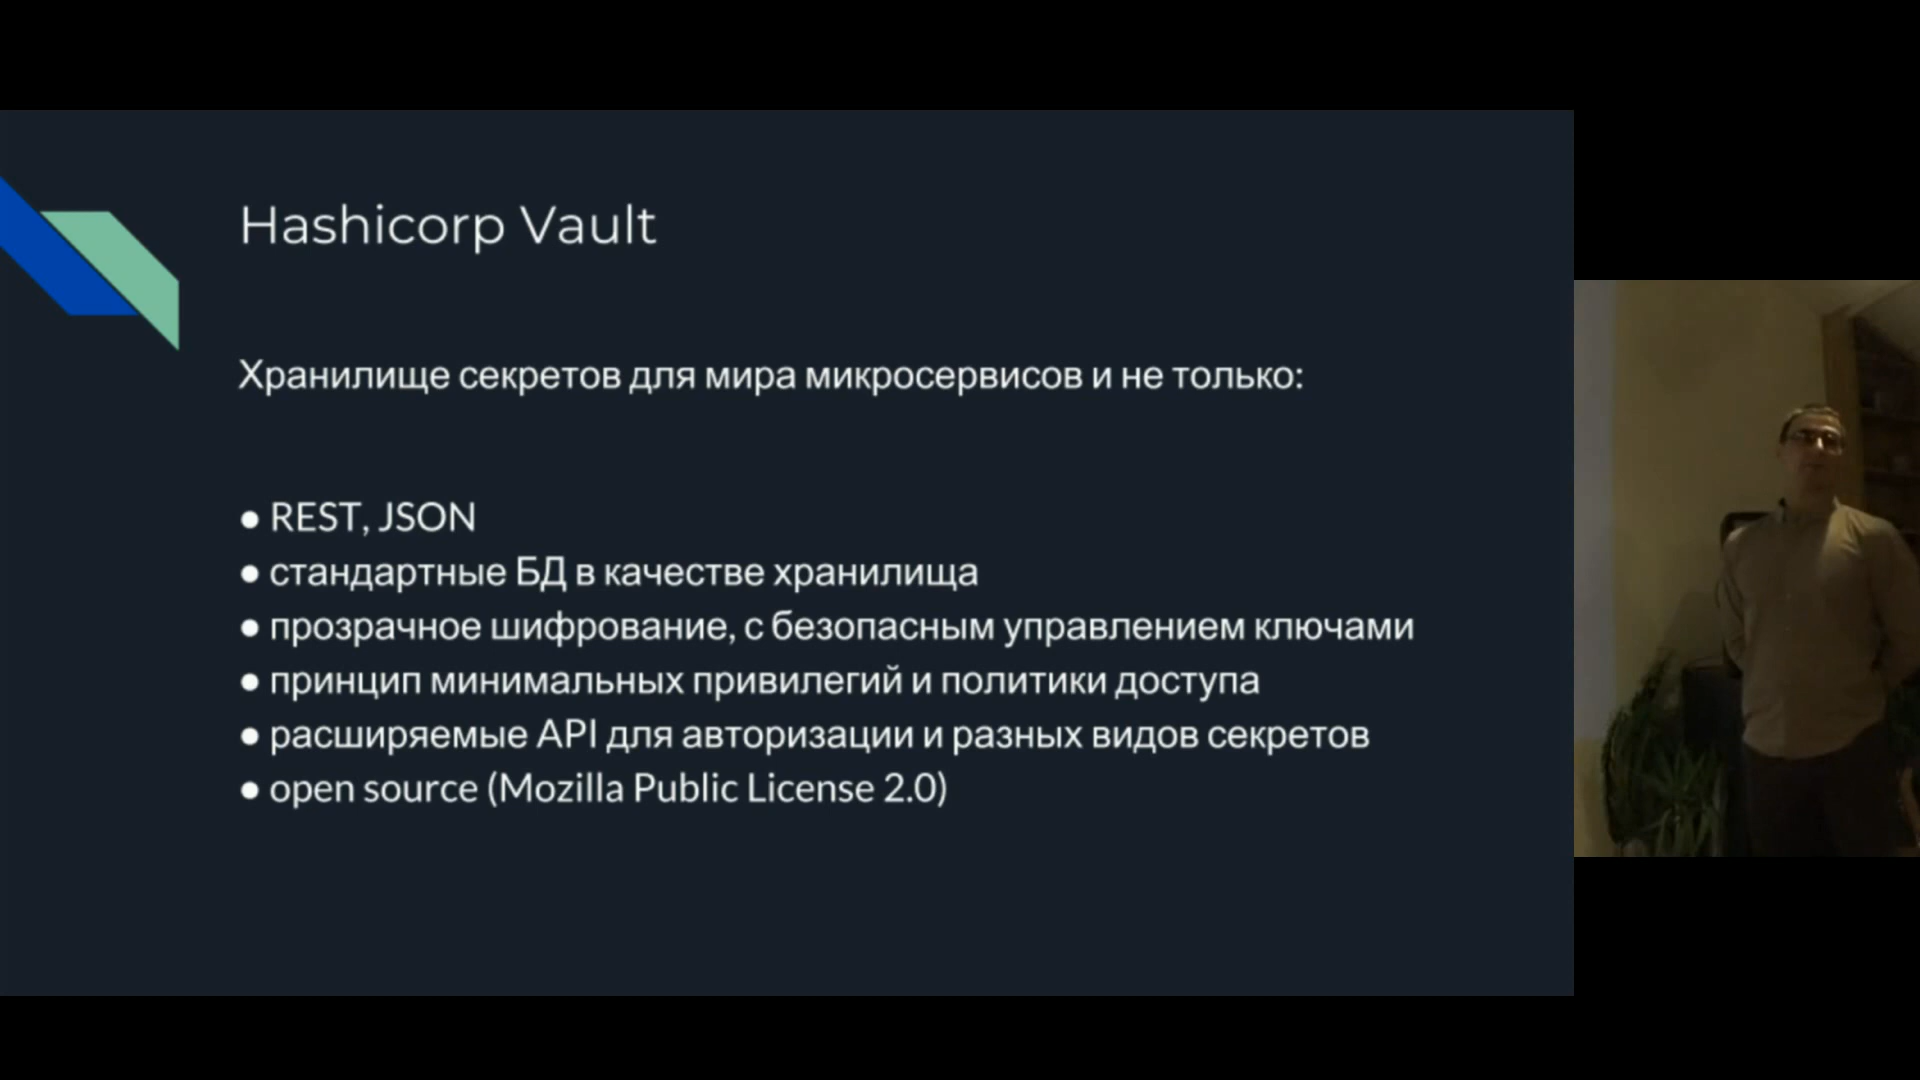 Hashicorp Vault
Хранилище секретов для мира микросервисов и не только:
● REST, JSON
● стандартные БД в качестве хранилища
● прозрачное шифрование, с безопасным управлением ключами
● принцип минимальных привилегий и политики доступа
● расширяемые API для авторизации и разных видов секретов
● open source (Mozilla Public License 2.0)